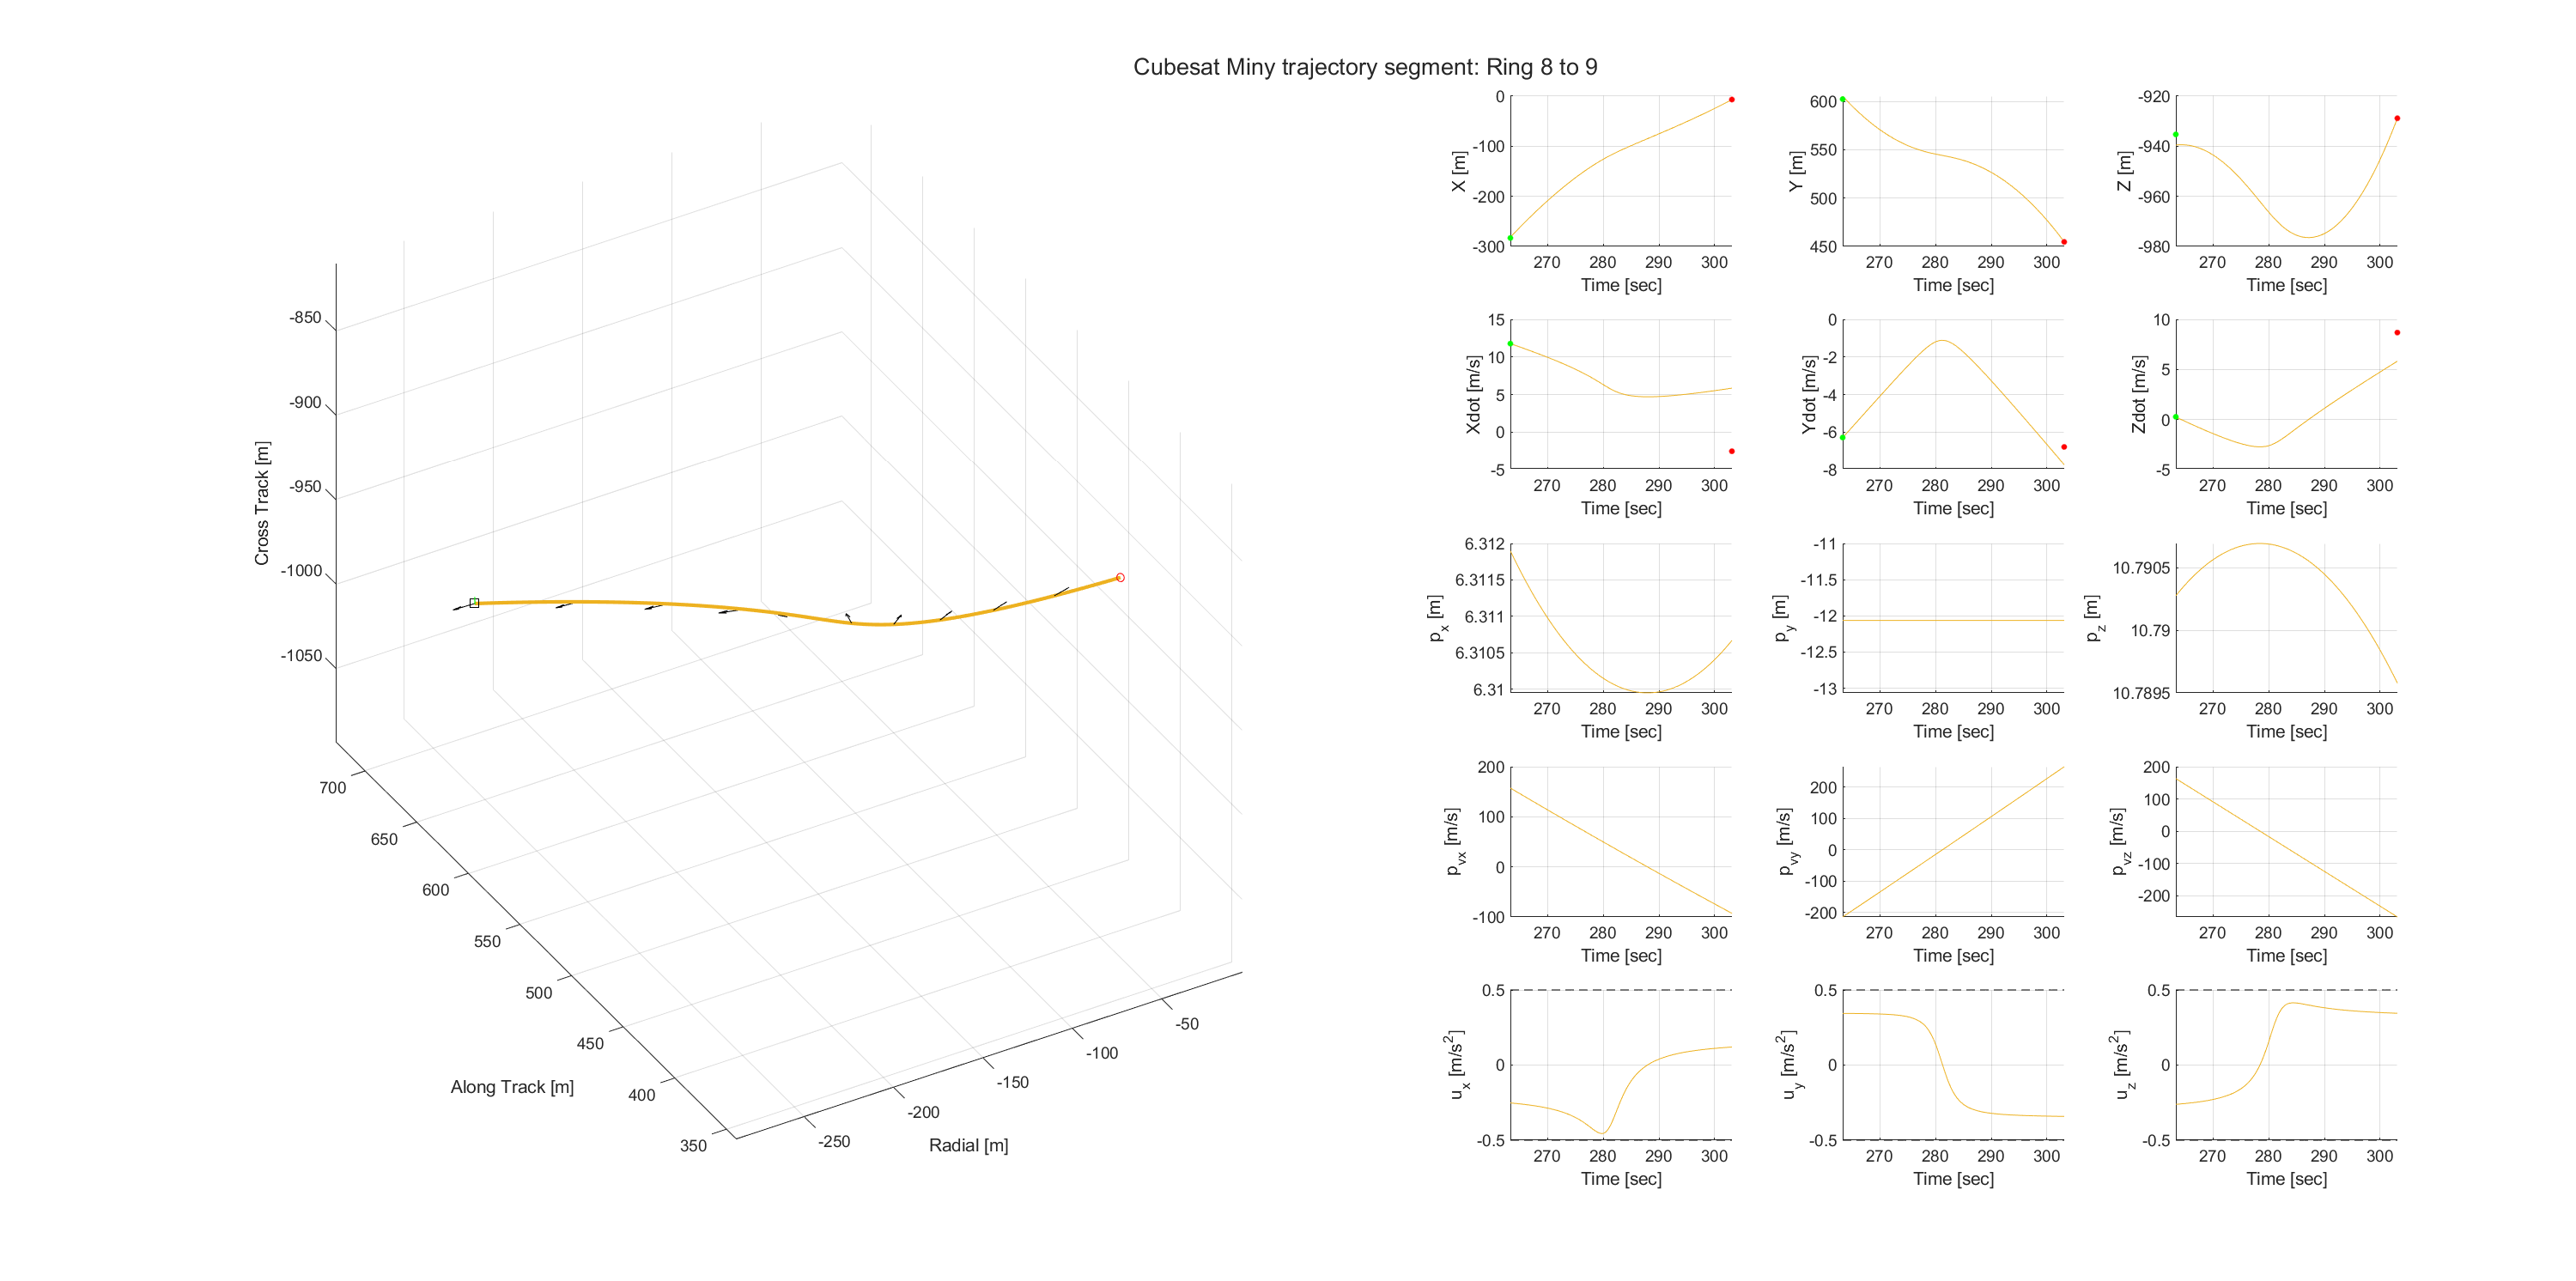 Cubesat Miny trajectory segment: Ring 8 to 9
-850
-900
-950
-1000
-1050
Cross Track [m]
700
650
600
550
500
450
400
350
Along Track [m]
-250
-200
-150
-100
-50
Radial [m]
0
-100
-200
-300
X [m]
270 280 290 300
Time [sec]
600
550
500
450
Y [m]
270 280 290 300
Time [sec]
-920
-940
-960
-980
Z [m]
270 280 290 300
Time [sec]
15
10
5
0
-5
Xdot [m/s]
270 280 290 300
Time [sec]
0
-2
-4
-6
-8
Ydot [m/s]
270 280 290 300
Time [sec]
10
5
0
-5
Zdot [m/s]
270 280 290 300
Time [sec]
6.312
6.3115
6.311
6.3105
6.31
p_x [m]
270 280 290 300
Time [sec]
-11
-11.5
-12
-12.5
-13
p_y [m]
270 280 290 300
Time [sec]
10.7905
10.79
10.7895
p_z [m]
270 280 290 300
Time [sec]
200
100
0
-100
p_vx [m/s]
270 280 290 300
Time [sec]
200
100
0
-100
-200
p_vy [m/s]
270 280 290 300
Time [sec]
200
100
0
-100
-200
p_vz [m/s]
270 280 290 300
Time [sec]
0.5
0
-0.5
u_x [m/s²]
270 280 290 300
Time [sec]
0.5
0
-0.5
u_y [m/s²]
270 280 290 300
Time [sec]
0.5
0
-0.5
u_z [m/s²]
270 280 290 300
Time [sec]